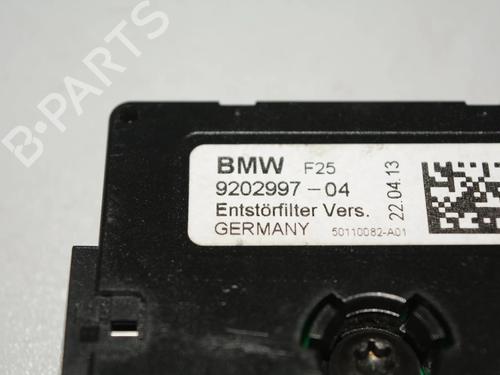 B-PARTS
BMW F25
9202997-04
Entstörfilter Vers.
GERMANY 50110082-A01
22.04.13